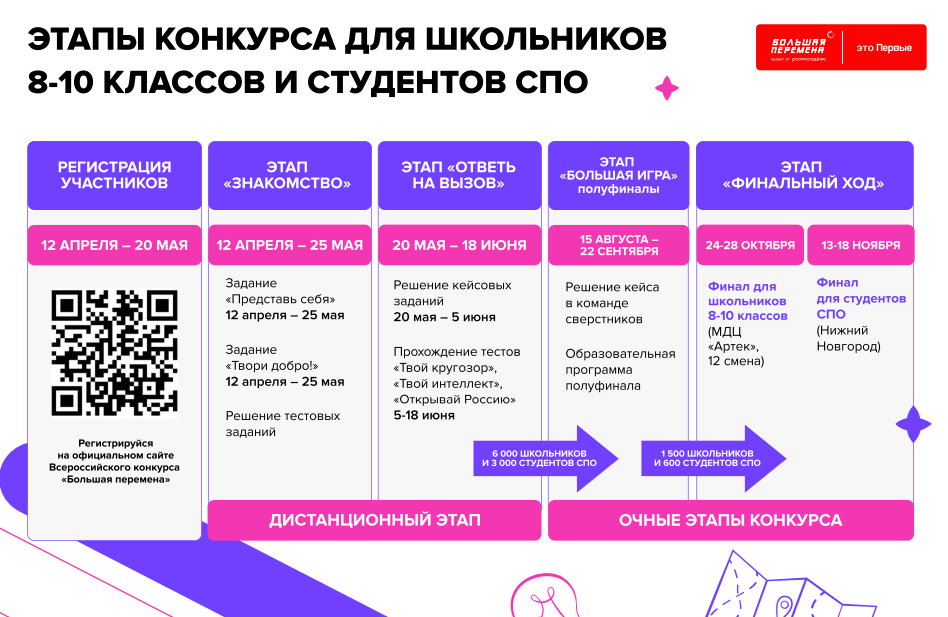 ЭТАПЫ КОНКУРСА ДЛЯ ШКОЛЬНИКОВ
8-10 КЛАССОВ И СТУДЕНТОВ СПО
БОЛЬШАЯ
ПЕРЕМЕНА
проект от росмолодёжь
это Первые
РЕГИСТРАЦИЯ
УЧАСТНИКОВ
12 АПРЕЛЯ – 20 МАЯ
Регистрируйся
на официальном сайте
Всероссийского конкурса
«Большая перемена»
ЭТАП
«ЗНАКОМСТВО»
12 АПРЕЛЯ – 25 МАЯ
Задание
«Представь себя»
12 апреля – 25 мая
Задание
«Твори добро!»
12 апреля – 25 мая
Решение тестовых
заданий
ЭТАП «ОТВЕТЬ
НА ВЫЗОВ»
20 МАЯ – 18 ИЮНЯ
Решение кейсовых
заданий
20 мая – 5 июня
Прохождение тестов
«Твой кругозор»,
«Твой интеллект»,
«Открывай Россию»
5-18 июня
6 000 ШКОЛЬНИКОВ
И 3 000 СТУДЕНТОВ СПО
ДИСТАНЦИОННЫЙ ЭТАП
ЭТАП
«БОЛЬШАЯ ИГРА»
полуфиналы
15 АВГУСТА –
22 СЕНТЯБРЯ
Решение кейса
в команде
сверстников
Образовательная
программа
полуфинала
1 500 ШКОЛЬНИКОВ
И 600 СТУДЕНТОВ СПО
ЭТАП
«ФИНАЛЬНЫЙ ХОД»
24-28 ОКТЯБРЯ
Финал для
школьников
8-10 классов
(МДЦ
«Артек»,
12 смена)
13-18 НОЯБРЯ
Финал
для студентов
СПО
(Нижний
Новгород)
ОЧНЫЕ ЭТАПЫ КОНКУРСА